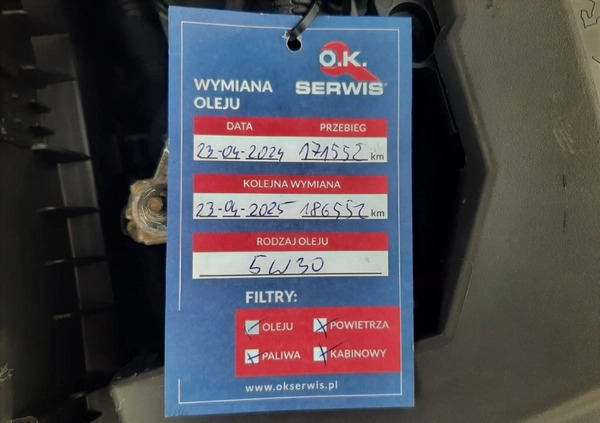 O.K.
SERWIS®
WYMIANA
OLEJU
DATA PRZEBIEG
23-04-2024 171552 km
KOLEJNA WYMIANA
23-04-2025 186552 km
RODZAJ OLEJU
5W30
FILTRY:
OLEJU POWIETRZA
PALIWA KABINOWY
www.okserwis.pl